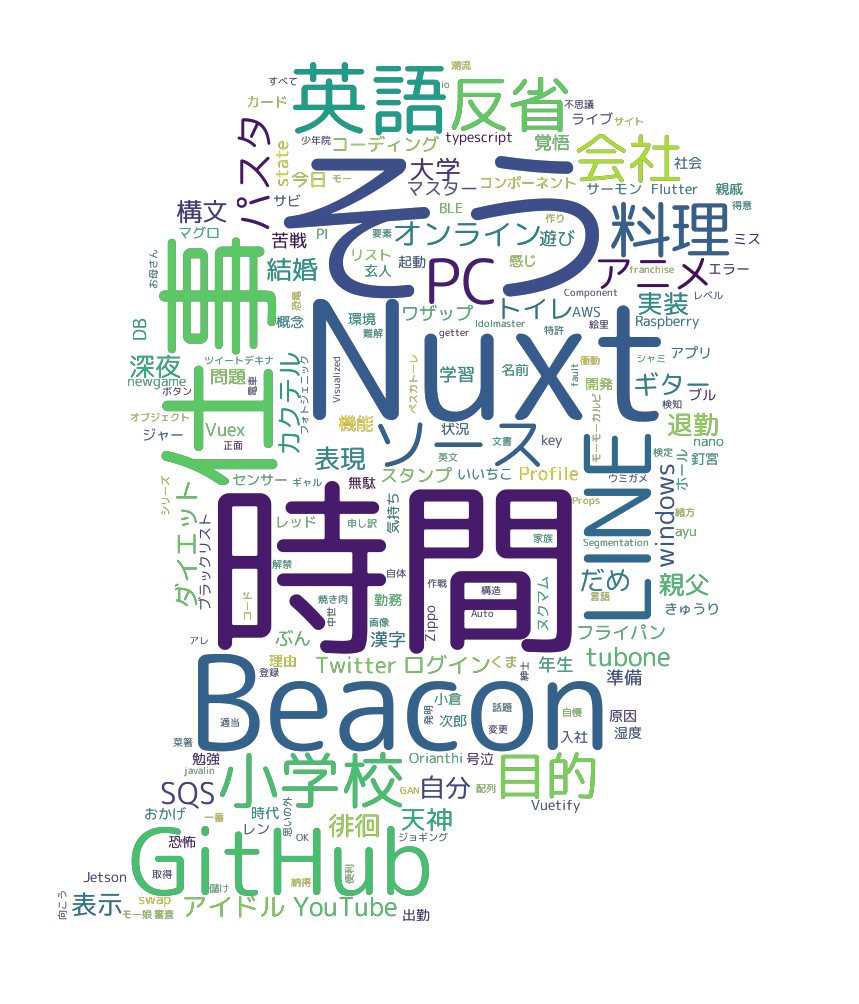 潮流
すべて
英語
io
カード
反省
不思議
ライブ
サイト
少年院
コーディング
typescript
覚悟
会社
社会
パスタ
state
今日
モー
そう
大学
マスター
コンポーネント
サーモン
Flutter
親戚
得意
構文
サビ
BLE
作り
料理
マグロ
苦戦
PI
要素
オンライン
遊び
ミス
お母さん
仕事
結婚
リスト
玄人
起動
PC
感じ
アニメ
franchise
エラー
恐竜
概念
環境
難解
ワザップ
Idolmaster
トイレ
Component
AWS
実装
レベル
DB
Nuxt
getter
特許
絵里
Raspberry
深夜
ツイートデキナ
newgame
問題
電車
カクテル
フォトジェニック
Visualized
ペスカトーレ
学習
名前
fault
衝動
シャミ
アプリ
開発
ギター
ブル
ボタン
オブジェクト
ジャー
Vuex
正面
機能
ソース
状況
文書
key
モーモーカルビ
検知
退勤
nano
表現
英文
LINE
検定
釘宮
シリーズ
センサー
ギャル
無駄
スタンプ
いいちこ
Profile
windows
ウミガメ
ホール
ダイエット
ブラックリスト
レッド
申し訳
気持ち
時間
家族
Props
緒方
ayu
Segmentation
解禁
自体
作戦
構造
ヌクマム
だめ
言語
親父
コード
中世
焼き肉
勤務
画像
Zippo
Auto
きゅうり
アレ
ぶん
漢字
フライパン
理由
登録
Twitter
ログイン
くま
年生
tubone
Beacon
準備
適当
小倉
次郎
発明
話題
変更
自慢
原因
入社
湿度
菜箸
勉強
javalin
小学校
Orianthi
号泣
GAN
自分
配列
目的
Vuetify
SQS
おかげ
一番
時代
レン
思いの外
OK
徘徊
天神
ジョギング
恐怖
GitHub
Jetson
取得
儲け
納得
便利
向こう
表示
swap
モー娘
審査
アイドル
YouTube
出勤